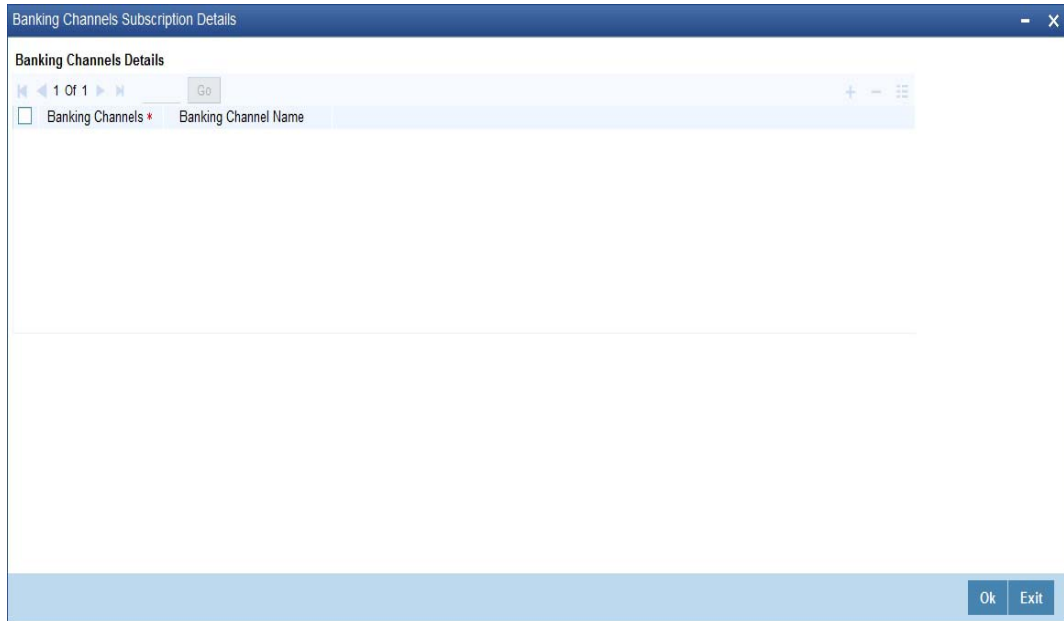 Banking Channels Subscription Details
Banking Channels Details
1 Of 1 Go
Banking Channels * Banking Channel Name
Ok Exit